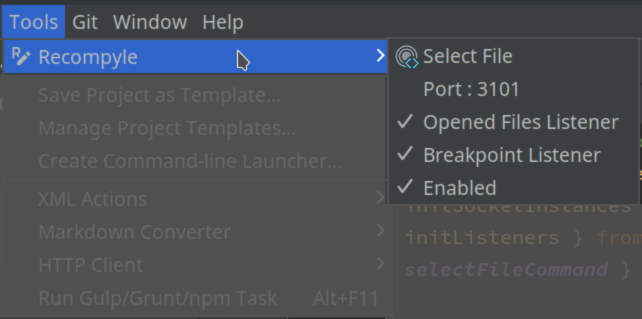 Tools Git Window Help
Recompyle
Save Project as Template...
Manage Project Templates...
Create Command-line Launcher...
XML Actions
Markdown Converter
HTTP Client
Run Gulp/Grunt/npm Task Alt+F11
Select File
Port : 3101
Opened Files Listener
Breakpoint Listener
Enabled
initSocketInstances
initListeners } from
selectFileCommand }